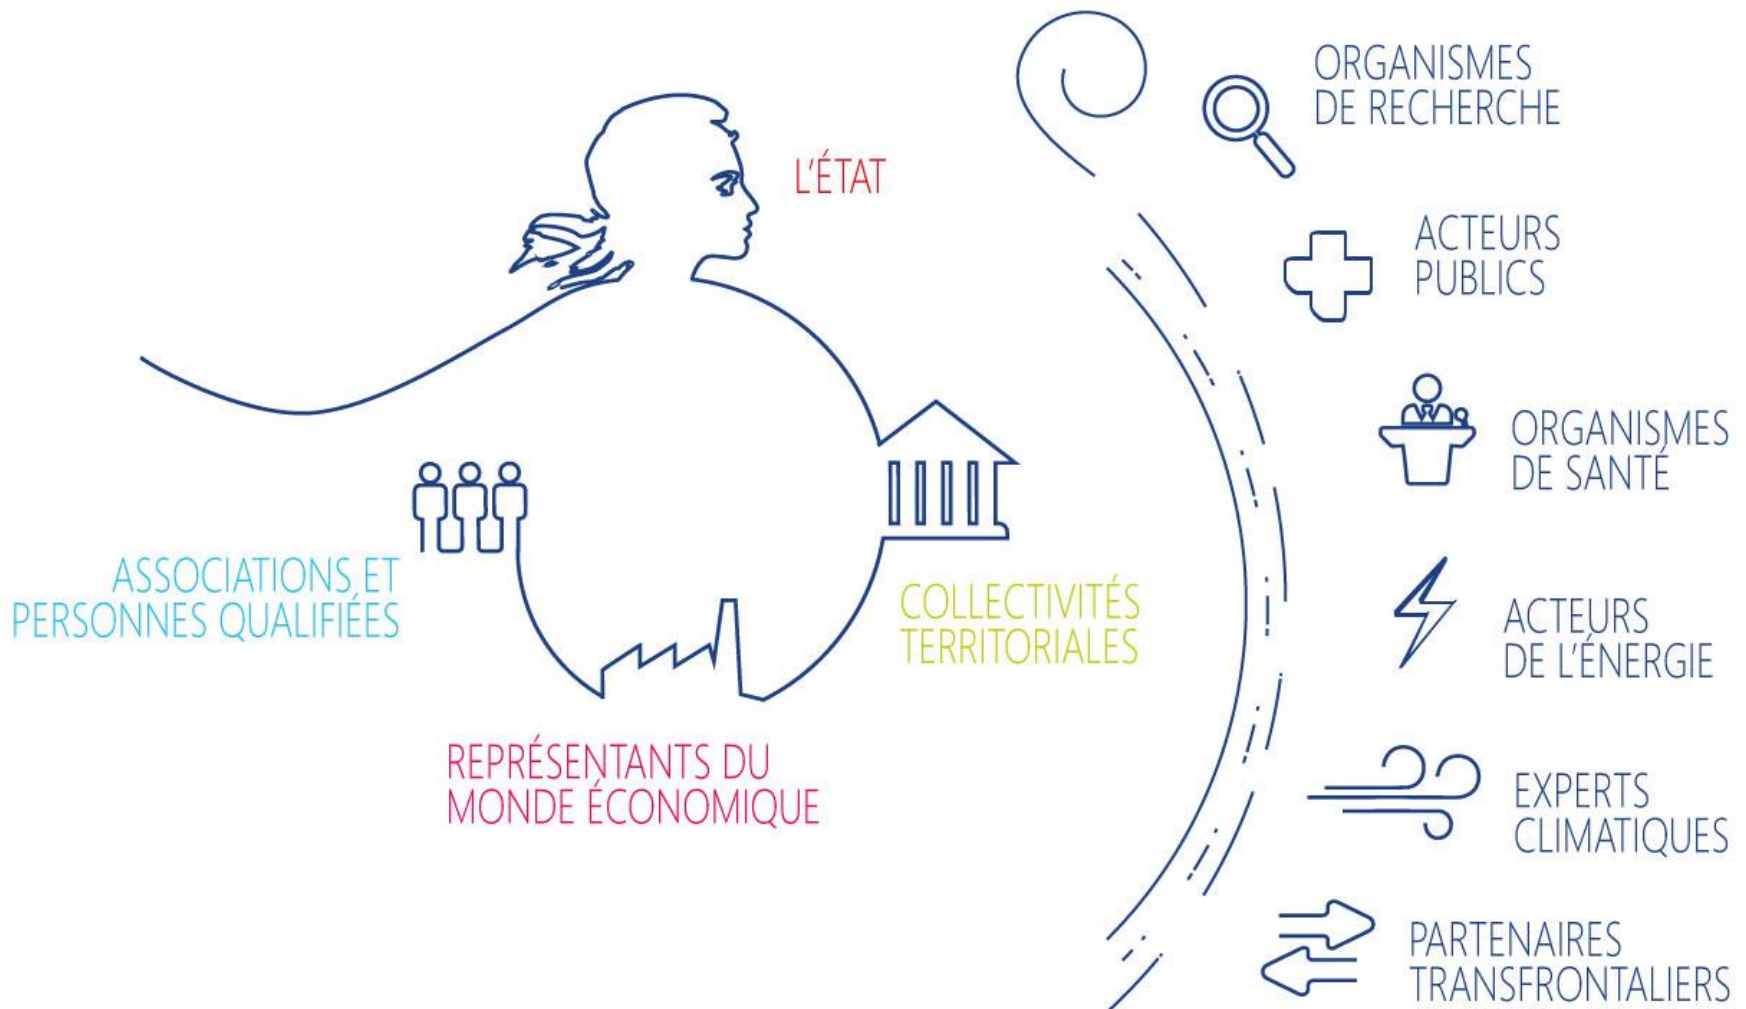 L'ÉTAT
ASSOCIATIONS ET
PERSONNES QUALIFIÉES
COLLECTIVITÉS
TERRITORIALES
REPRÉSENTANTS DU
MONDE ÉCONOMIQUE
ORGANISMES
DE RECHERCHE
ACTEURS
PUBLICS
ORGANISMES
DE SANTÉ
ACTEURS
DE L'ÉNERGIE
EXPERTS
CLIMATIQUES
PARTENAIRES
TRANSFRONTALIERS